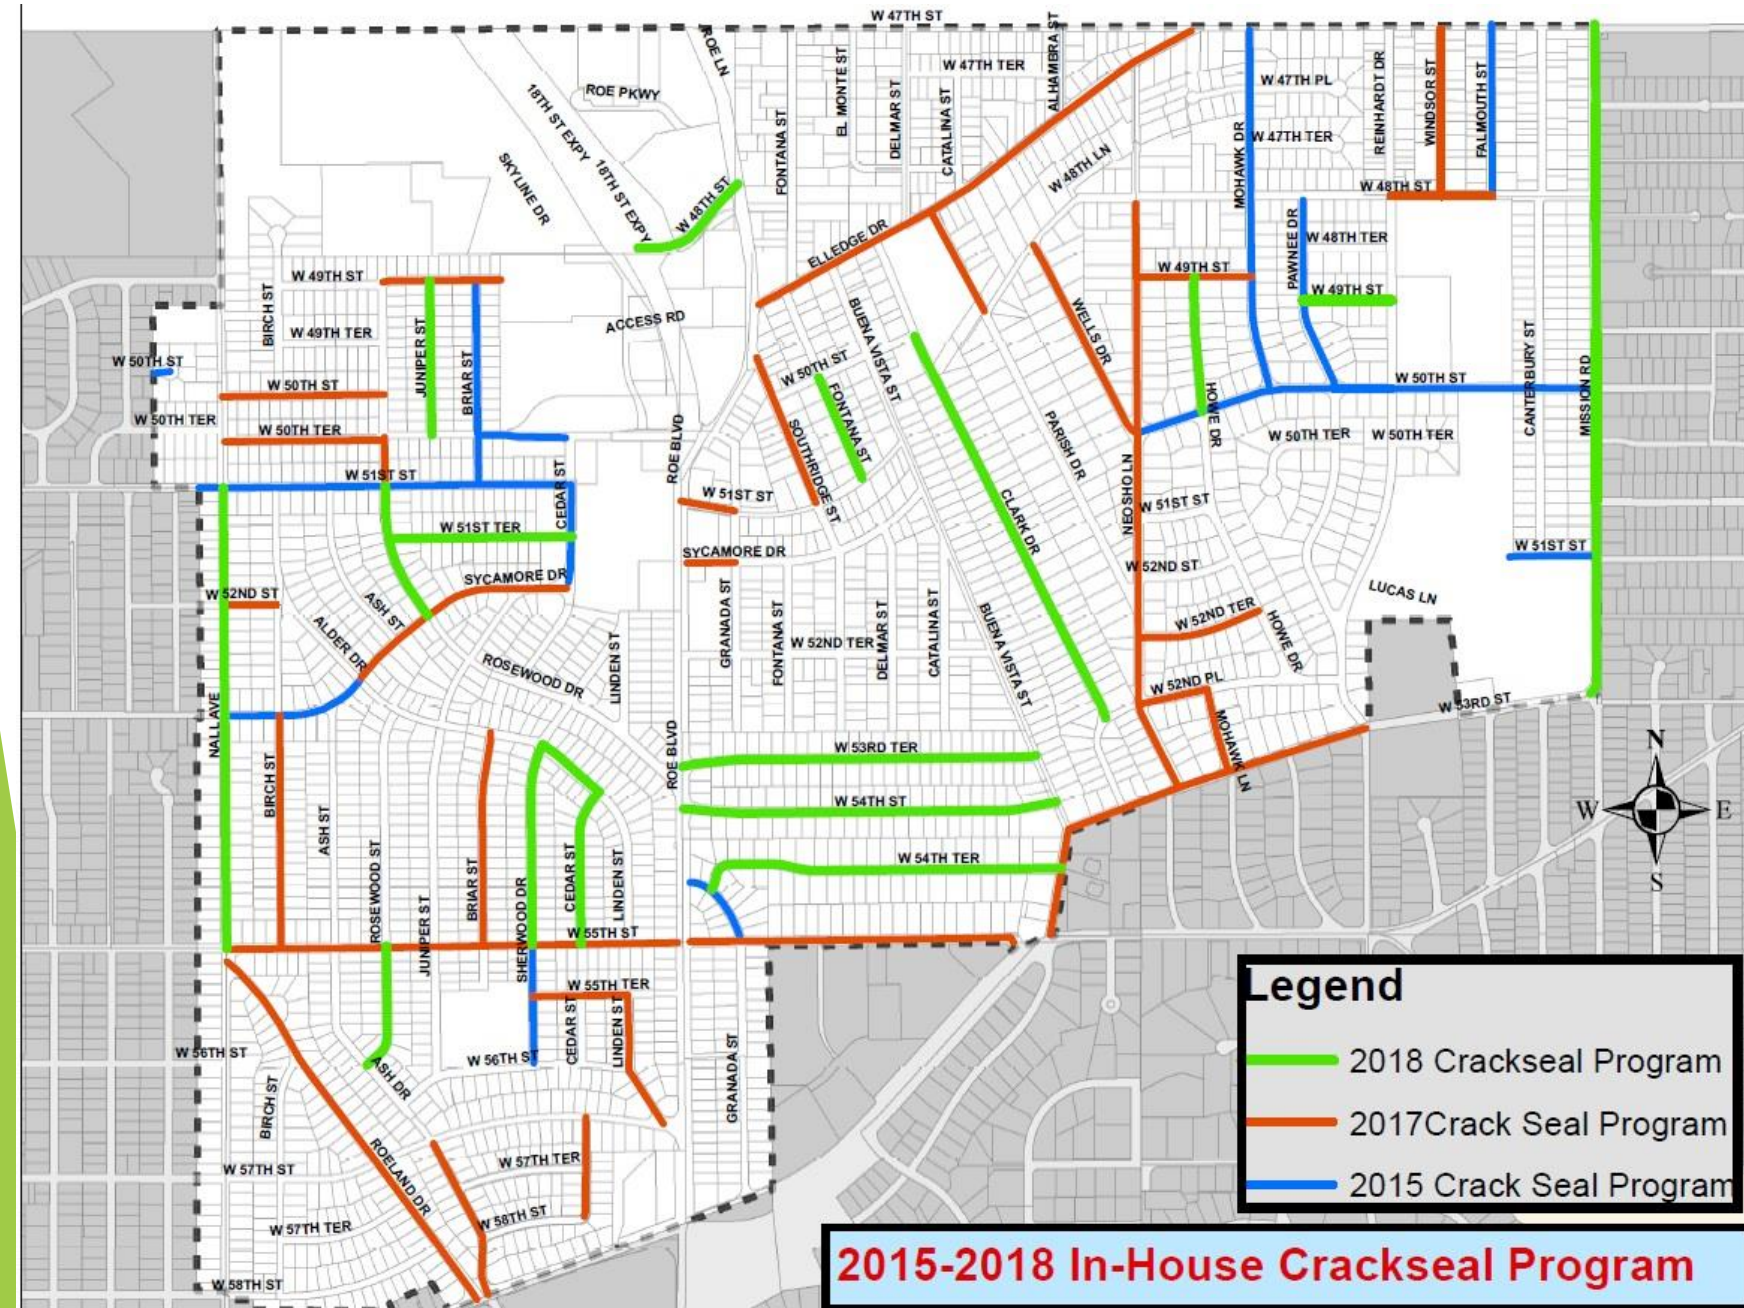 W 47TH ST
ROE LN
ALHAMBRA ST
EL MONTE ST
W 47TH TER
W 47TH PL
REINHARDT DR
WINDSOR ST
FALMOUTH ST
ROE PKWY
18TH ST EXPY
DELMAR ST
CATALINA ST
FONTANA ST
MOHAWK DR
W 47TH TER
SKYLINE DR
18TH ST EXPY
W 48TH ST
W 48TH LN
W 48TH ST
ELLEDGE DR
PAWNEE DR
W 48TH TER
W 49TH ST
W 49TH ST
W 49TH ST
BIRCH ST
W 49TH TER
JUNIPER ST
BRIAR ST
ACCESS RD
BUENA VISTA ST
WELLS DR
W 50TH ST
W 50TH ST
W 50TH ST
W 50TH ST
CANTERBURY ST
MISSION RD
FONTANA ST
HOWE DR
W 50TH TER
W 50TH TER
SOUTHRIDGE ST
PARISH DR
W 50TH TER
W 50TH TER
ROE BLVD
W 51ST ST
CEDAR ST
W 51ST ST
CLARK DR
NEOSHO LN
W 51ST ST
W 51ST TER
W 51ST ST
SYCAMORE DR
W 52ND ST
SYCAMORE DR
W 52ND ST
ASH ST
ALDER DR
LUCAS LN
GRANADA ST
FONTANA ST
W 52ND TER
DELMAR ST
CATALINA ST
BUENA VISTA ST
W 52ND TER
HOWE DR
LINDEN ST
ROSEWOOD DR
W 52ND PL
NALL AVE
W 53RD ST
MOHAWK LN
ROE BLVD
W 53RD TER
BIRCH ST
ASH ST
W 54TH ST
N
W
E
S
ROSEWOOD ST
BRIAR ST
CEDAR ST
LINDEN ST
W 54TH TER
JUNIPER ST
SHERWOOD DR
W 55TH ST
W 55TH TER
CEDAR ST
LINDEN ST
GRANADA ST
W 56TH ST
W 56TH ST
ASH DR
BIRCH ST
W 57TH ST
ROELAND DR
W 57TH TER
W 57TH TER
W 58TH ST
W 58TH ST
Legend
2018 Crackseal Program
2017Crack Seal Program
2015 Crack Seal Program
2015-2018 In-House Crackseal Program